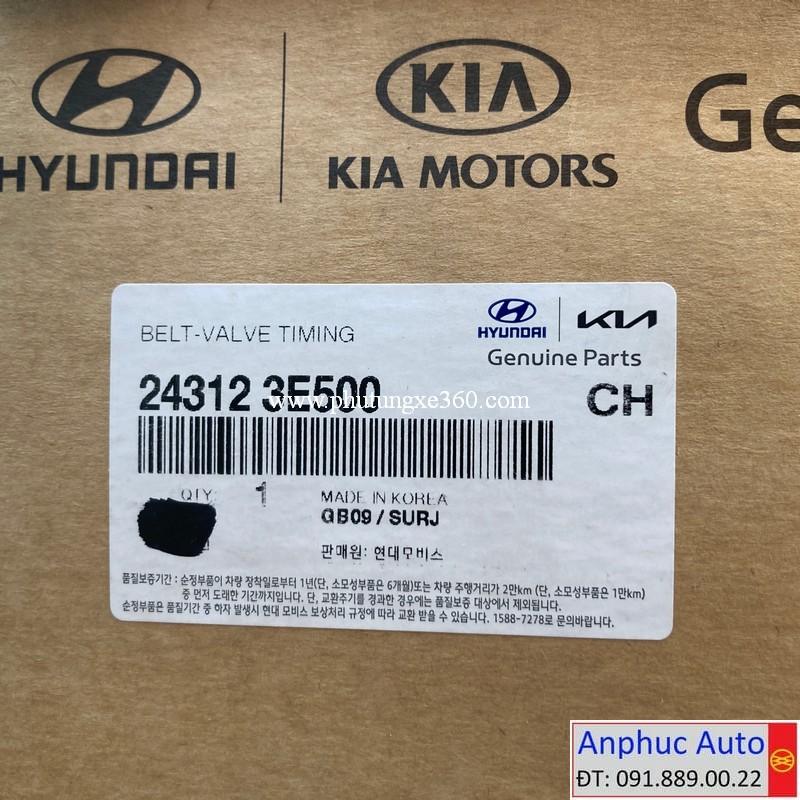 HYUNDAI
KIA
KIA MOTORS
Ge
BELT-VALVE TIMING
HYUNDAI
KIA
Genuine Parts
24312 3E500
CH
www.phutungxe360.com
QTY: 1
MADE IN KOREA
GB09 / SURJ
판매원: 현대모비스
품질보증기간 : 순정부품이 차량 장착일로부터 1년(단, 소모성부품은 6개월)또는 차량 주행거리가 2만km (단, 소모성부품은 1만km)
중 먼저 도래한 기간까지입니다. 단, 교환주기를 경과한 경우에는 품질보증 대상에서 제외됩니다.
순정부품은 품질기간 중 하자 발생시 현대 모비스 보상처리 규정에 따라 교환 받을 수 있습니다. 1588-7278로 문의바랍니다.
Anphuc Auto
ĐT: 091.889.00.22